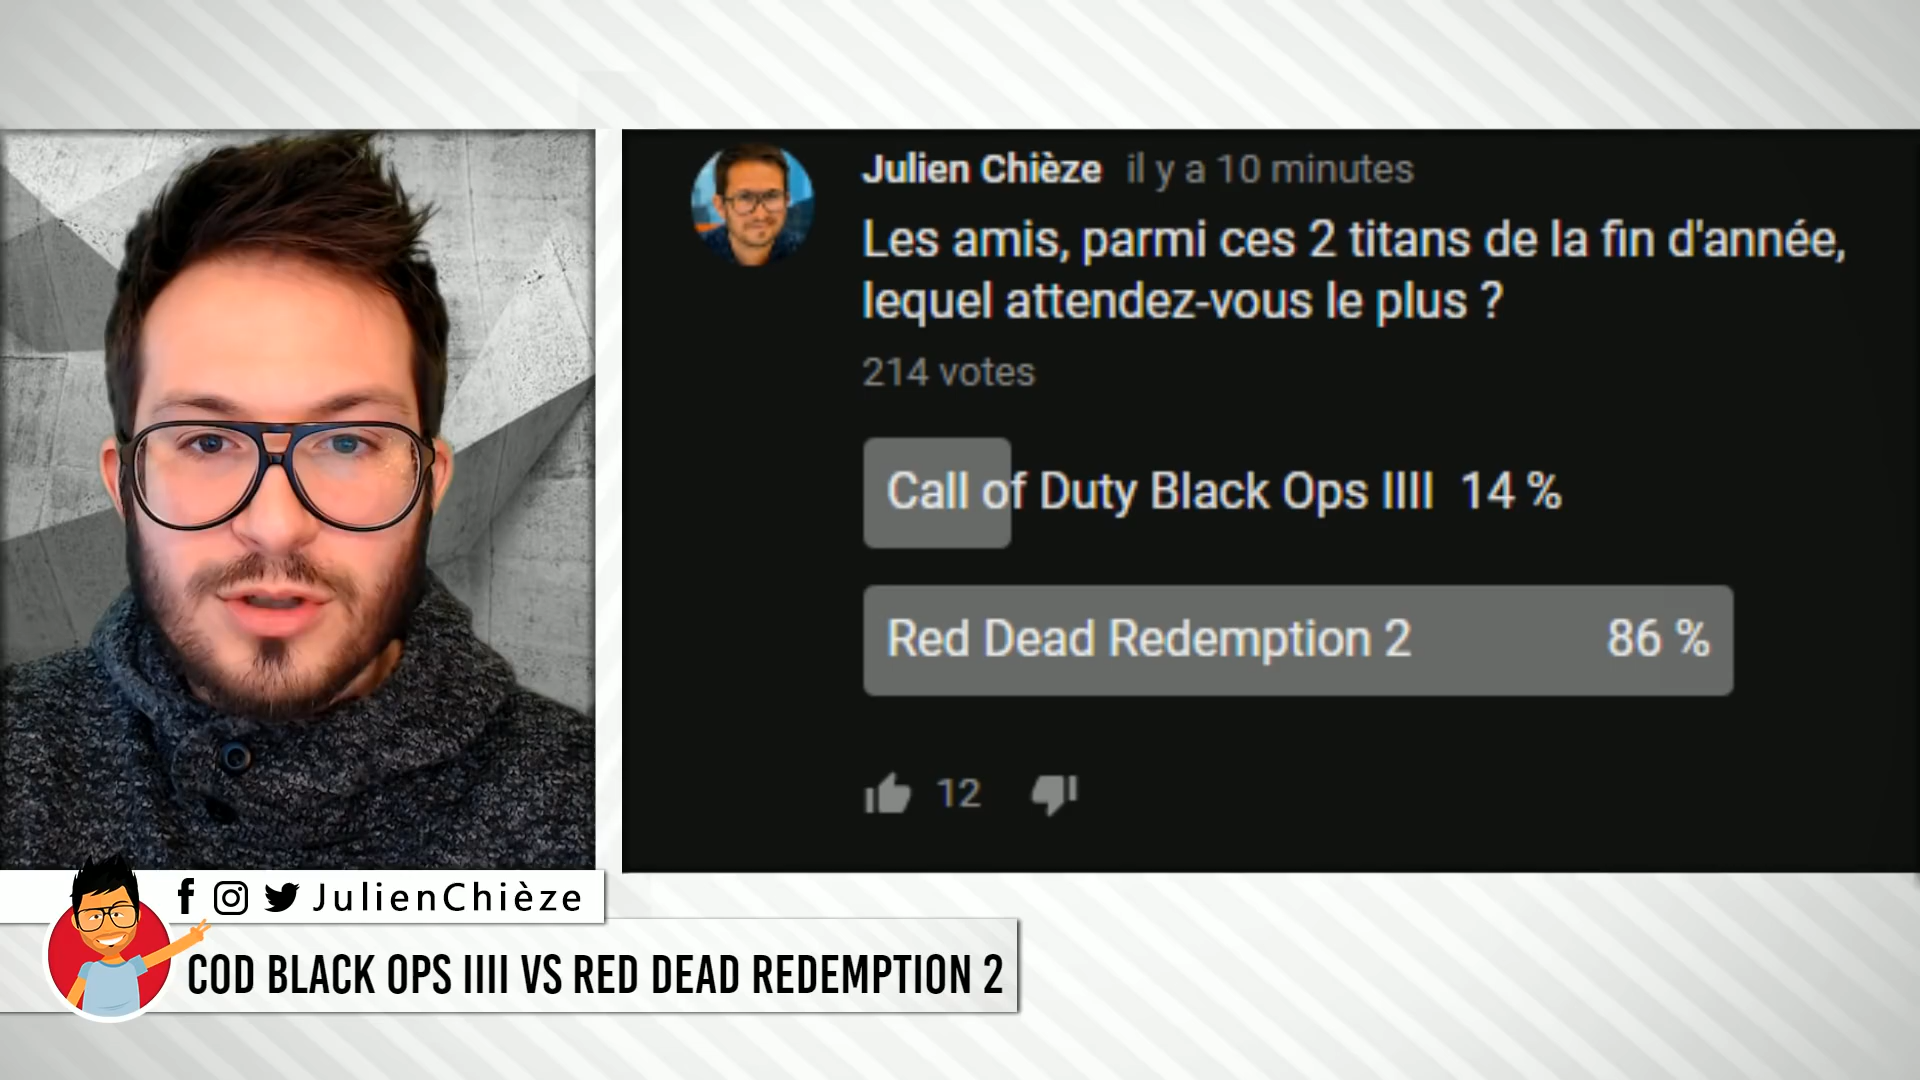 Julien Chièze il y a 10 minutes
Les amis, parmi ces 2 titans de la fin d'année,
lequel attendez-vous le plus ?
214 votes
Call of Duty Black Ops IIII 14 %
Red Dead Redemption 2 86 %
12
JulienChièze
COD BLACK OPS IIII VS RED DEAD REDEMPTION 2